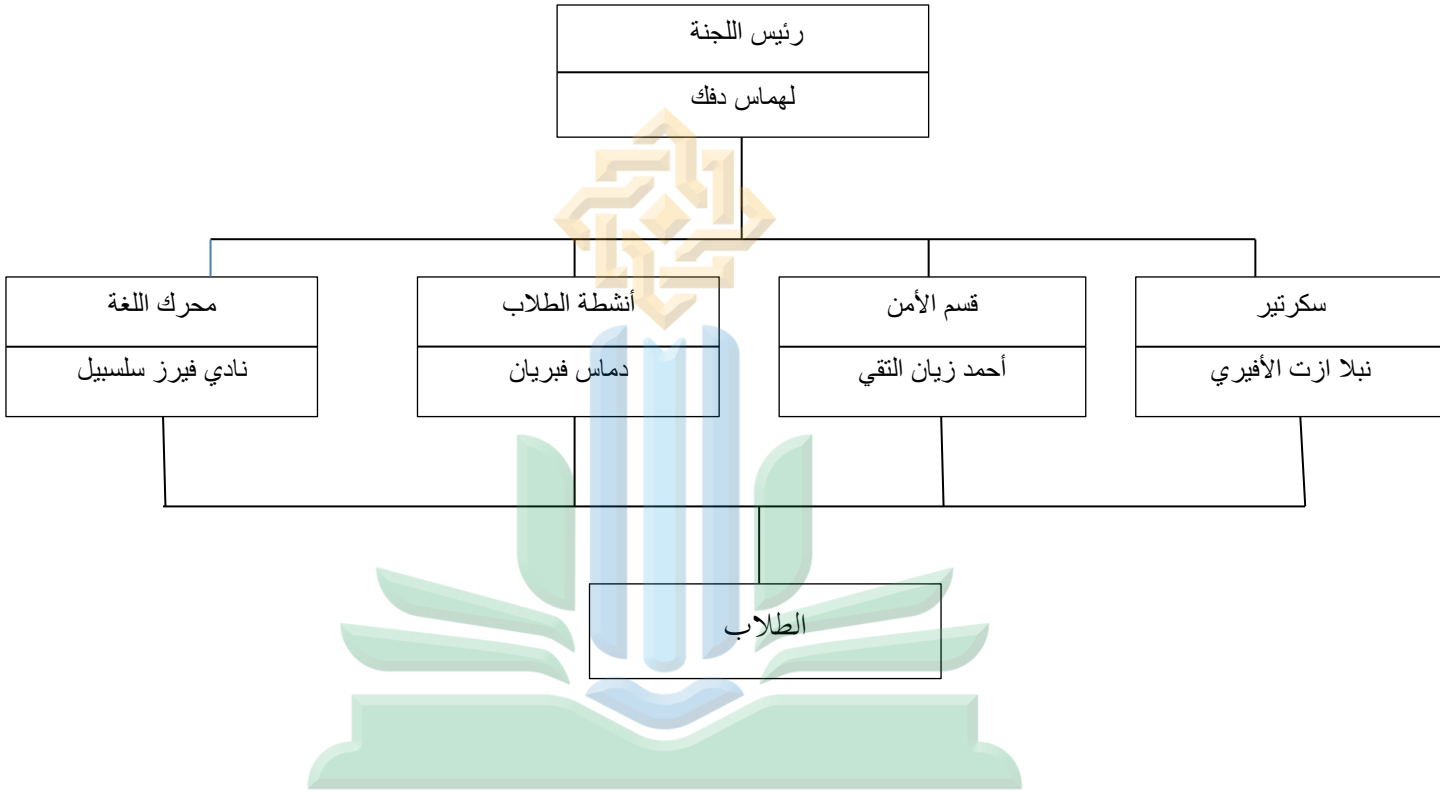 رئيس اللجنة
لهماس دفك
سكرتير
نبلا ازت الأفيري
قسم الأمن
أحمد زيان التقي
أنشطة الطلاب
دماس فبريان
محرك اللغة
نادي فيرز سلسبيل
الطلاب